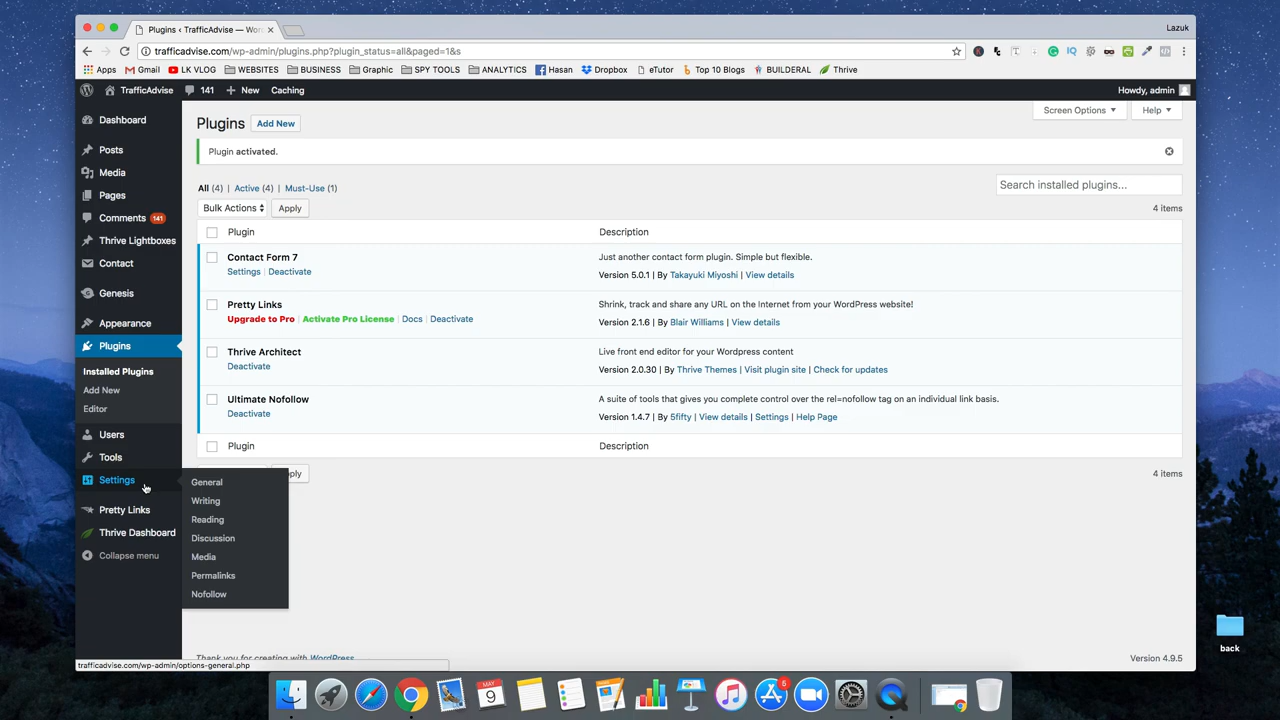 Plugins ‹ TrafficAdvise — Wor
Lazuk
trafficadvise.com/wp-admin/plugins.php?plugin_status=all&paged=1&s
Apps Gmail LK VLOG WEBSITES BUSINESS Graphic SPY TOOLS ANALYTICS Hasan Dropbox eTutor Top 10 Blogs BUILDERAL Thrive
TrafficAdvise 141 + New Caching Howdy, admin
Screen Options Help
Dashboard
Posts
Media
Pages
Comments 141
Thrive Lightboxes
Contact
Genesis
Appearance
Plugins
Installed Plugins
Add New
Editor
Users
Tools
Settings
Pretty Links
Thrive Dashboard
Collapse menu
General
Writing
Reading
Discussion
Media
Permalinks
Nofollow
Plugins Add New
Plugin activated.
All (4) | Active (4) | Must-Use (1)
Search installed plugins...
Bulk Actions Apply 4 items
Plugin Description
Contact Form 7 Just another contact form plugin. Simple but flexible.
Settings | Deactivate Version 5.0.1 | By Takayuki Miyoshi | View details
Pretty Links Shrink, track and share any URL on the Internet from your WordPress website!
Upgrade to Pro | Activate Pro License | Docs | Deactivate Version 2.1.6 | By Blair Williams | View details
Thrive Architect Live front end editor for your Wordpress content
Deactivate Version 2.0.30 | By Thrive Themes | Visit plugin site | Check for updates
Ultimate Nofollow A suite of tools that gives you complete control over the rel=nofollow tag on an individual link basis.
Deactivate Version 1.4.7 | By 5fifty | View details | Settings | Help Page
Plugin Description
ply 4 items
Thank you for creating with WordPress Version 4.9.5
trafficadvise.com/wp-admin/options-general.php
back
MAY
9
6